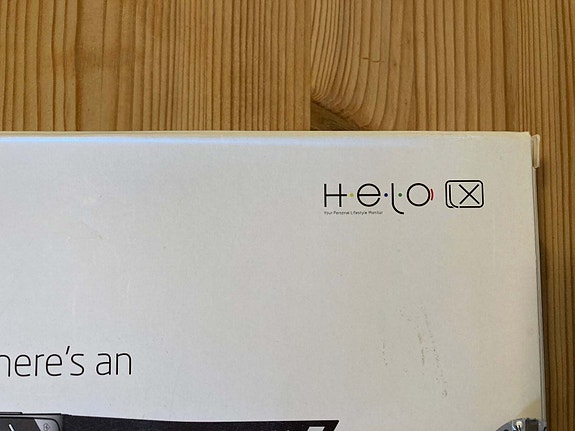 H·e·l·o LX
Your Personal Lifestyle Monitor
here's an